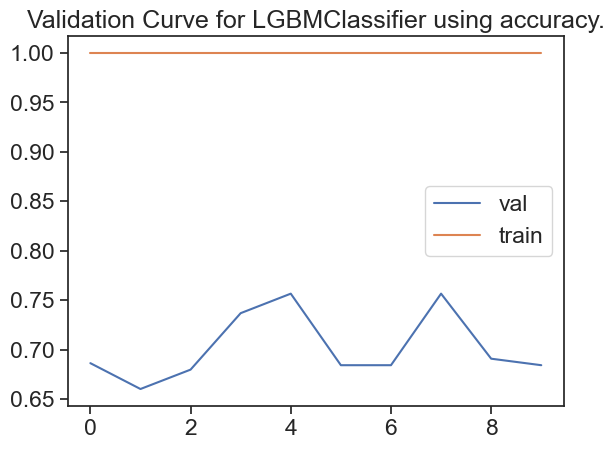 Validation Curve for LGBMClassifier using accuracy.
1.00
0.95
0.90
0.85
0.80
0.75
0.70
0.65
val
train
0 2 4 6 8